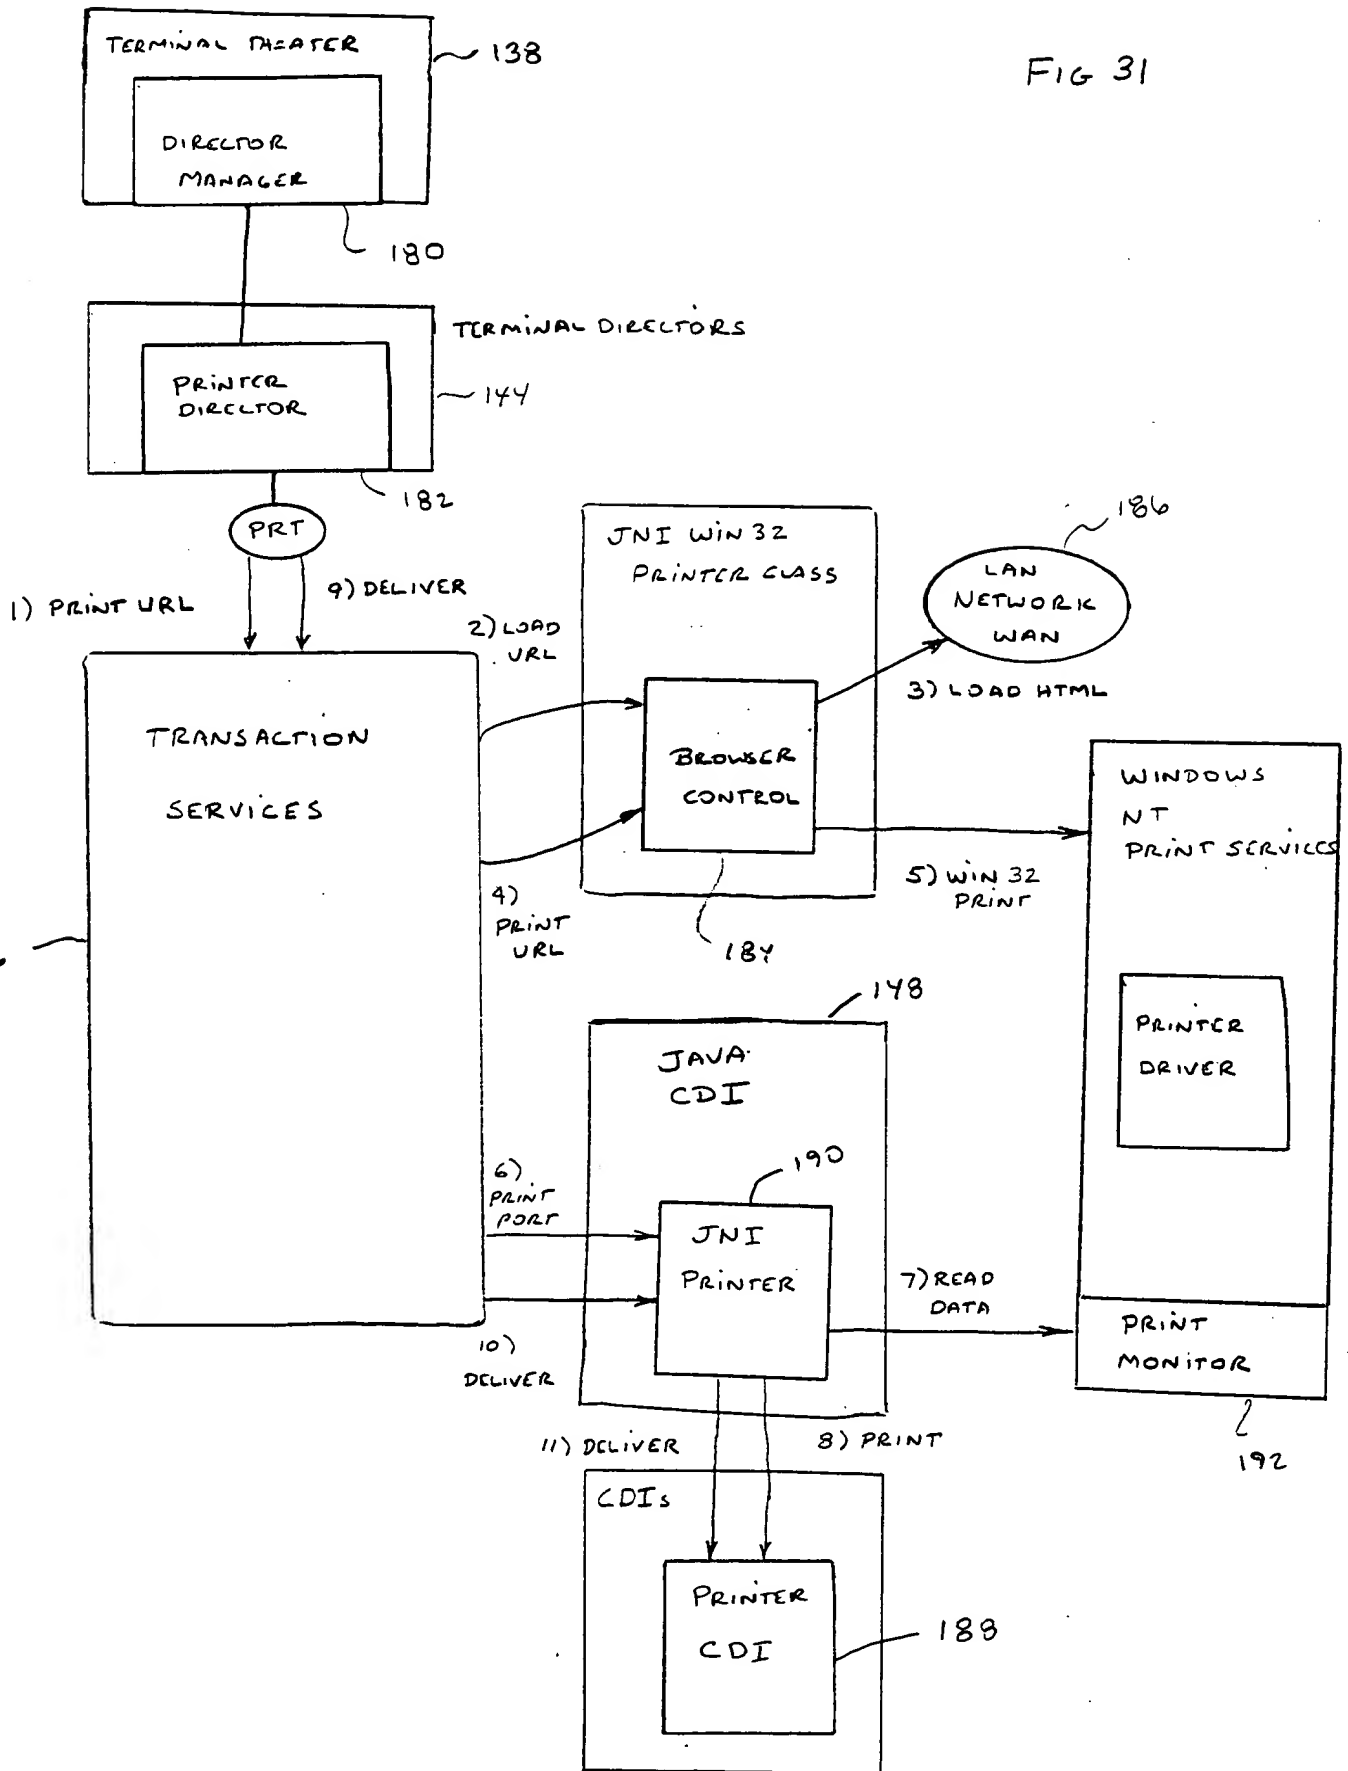 TERMINAL THEATER
138
FIG 31
DIRECTOR
MANAGER
180
TERMINAL DIRECTORS
PRINTER
DIRECTOR
144
182
PRT
1) PRINT URL
9) DELIVER
JNI WIN 32
PRINTER CLASS
186
LAN
NETWORK
WAN
2) LOAD
URL
3) LOAD HTML
TRANSACTION
SERVICES
BROWSER
CONTROL
WINDOWS
NT
PRINT SERVICES
4)
PRINT
URL
5) WIN 32
PRINT
184
148
JAVA
CDI
PRINTER
DRIVER
6)
PRINT
PORT
190
JNI
PRINTER
7) READ
DATA
10)
DELIVER
PRINT
MONITOR
11) DELIVER
8) PRINT
192
CDIs
PRINTER
CDI
188